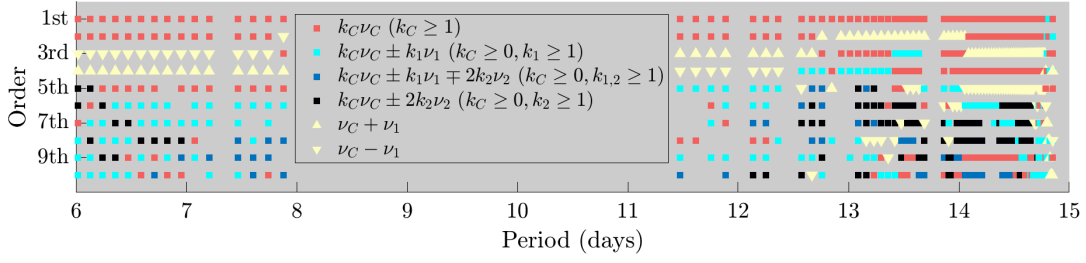 1st
3rd
5th
7th
9th
Order
k_C ν_C (k_C ≥ 1)
k_C ν_C ± k_1 ν_1 (k_C ≥ 0, k_1 ≥ 1)
k_C ν_C ± k_1 ν_1 ∓ 2k_2 ν_2 (k_C ≥ 0, k_{1,2} ≥ 1)
k_C ν_C ± 2k_2 ν_2 (k_C ≥ 0, k_2 ≥ 1)
ν_C + ν_1
ν_C − ν_1
6 7 8 9 10 11 12 13 14 15
Period (days)